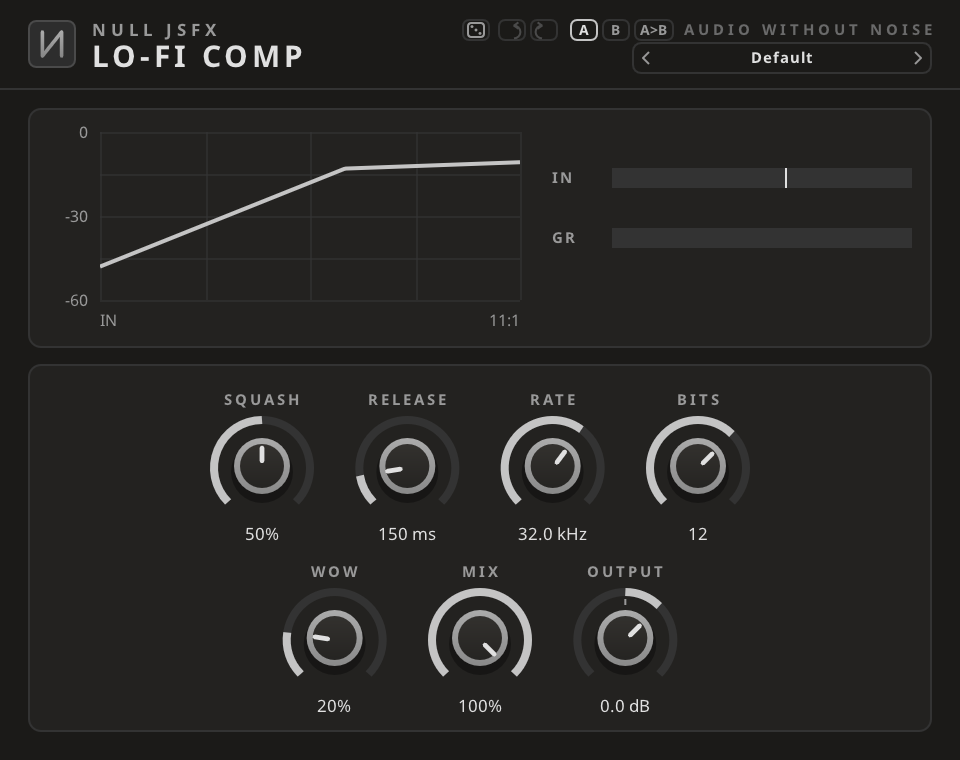 NULL JSFX
LO-FI COMP
A B A>B AUDIO WITHOUT NOISE
Default
0
-30
-60
IN 11:1
IN
GR
SQUASH RELEASE RATE BITS
50% 150 ms 32.0 kHz 12
WOW MIX OUTPUT
20% 100% 0.0 dB